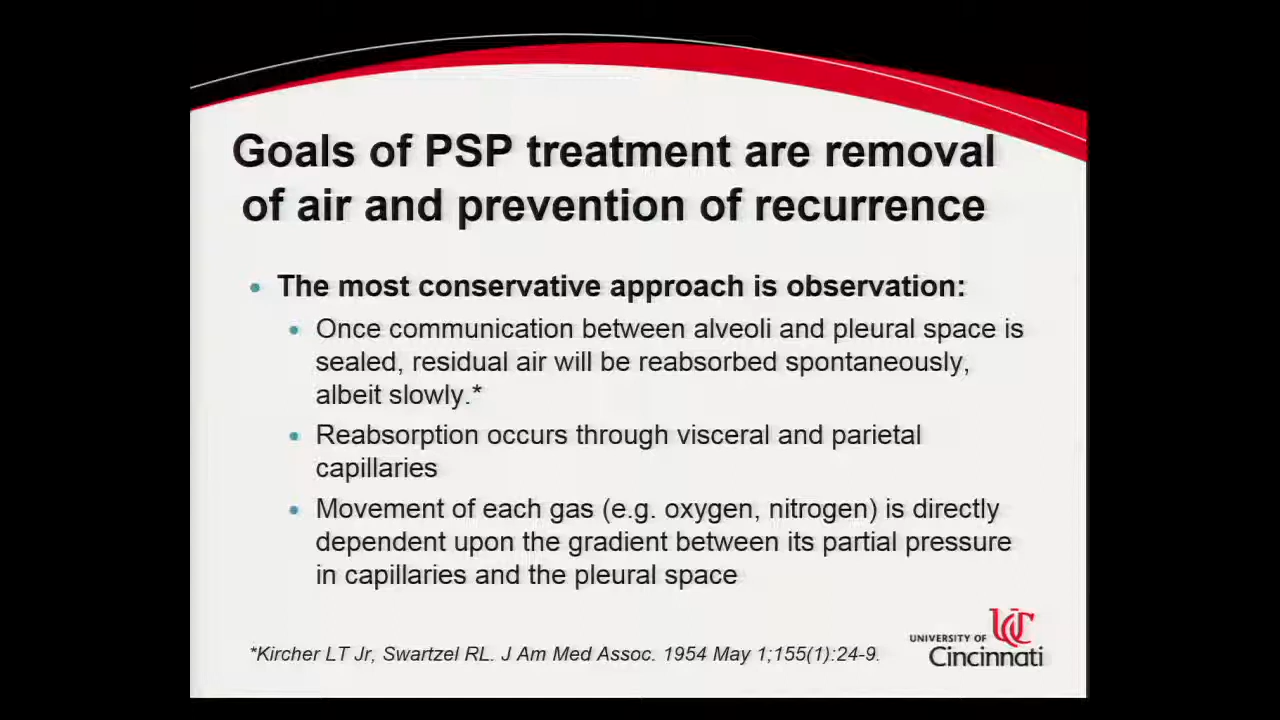 Goals of PSP treatment are removal
of air and prevention of recurrence
• The most conservative approach is observation:
• Once communication between alveoli and pleural space is
sealed, residual air will be reabsorbed spontaneously,
albeit slowly.*
• Reabsorption occurs through visceral and parietal
capillaries
• Movement of each gas (e.g. oxygen, nitrogen) is directly
dependent upon the gradient between its partial pressure
in capillaries and the pleural space
*Kircher LT Jr, Swartzel RL. J Am Med Assoc. 1954 May 1;155(1):24-9.
UC
UNIVERSITY OF
Cincinnati